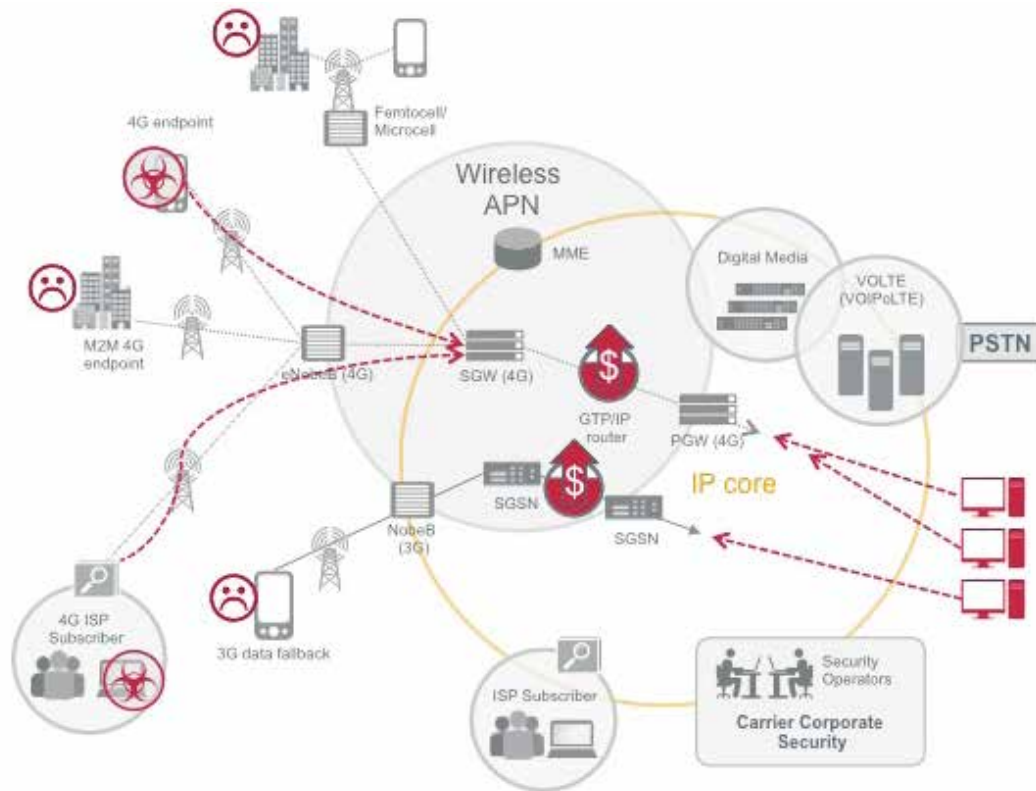 Femtocell/
Microcell
4G endpoint
Wireless
APN
MME
Digital Media
VOLTE
(VOIPoLTE)
PSTN
M2M 4G
endpoint
eNobeB (4G)
SGW (4G)
$
GTP/IP
router
PGW (4G)
IP core
SGSN
$
SGSN
NobeB
(3G)
3G data fallback
4G ISP
Subscriber
ISP Subscriber
Security
Operators
Carrier Corporate
Security